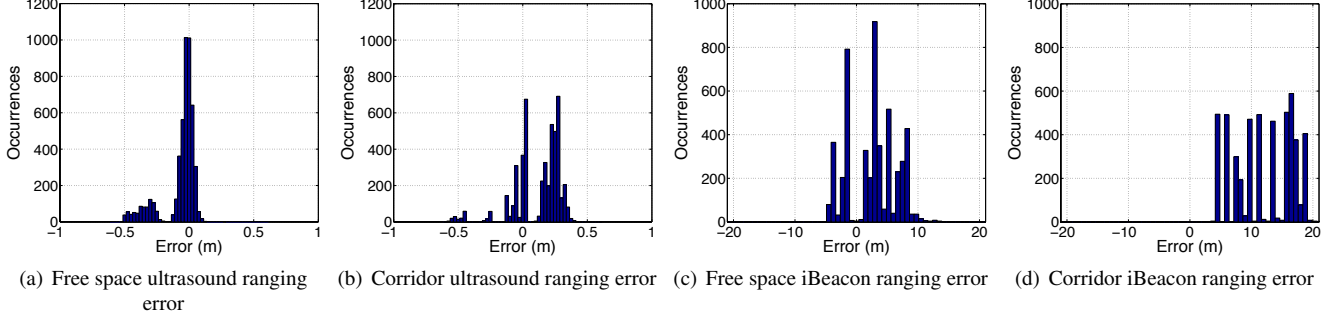 1200
1000
800
600
400
200
0
Occurrences
−1 −0.5 0 0.5 1
Error (m)
(a) Free space ultrasound ranging
error
1200
1000
800
600
400
200
0
Occurrences
−1 −0.5 0 0.5 1
Error (m)
(b) Corridor ultrasound ranging error
1000
800
600
400
200
0
Occurrences
−20 −10 0 10 20
Error (m)
(c) Free space iBeacon ranging error
1000
800
600
400
200
0
Occurrences
−20 −10 0 10 20
Error (m)
(d) Corridor iBeacon ranging error